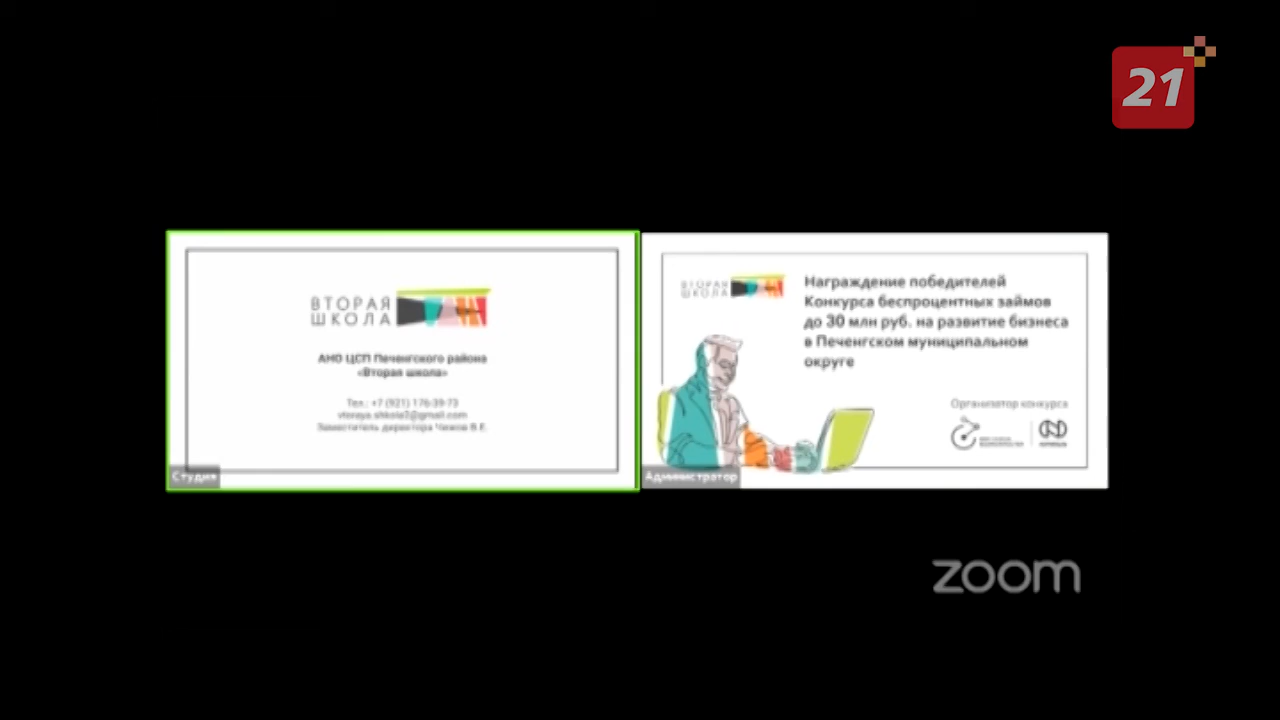 21
ВТОРАЯ
ШКОЛА
АНО ЦСП Печенгского района
«Вторая школа»
Тел.: +7 (921) 176-39-73
vtoraya.shkola2@gmail.com
Заместитель директора Чижов В.Е.
Студия
ВТОРАЯ
ШКОЛА
Награждение победителей
Конкурса беспроцентных займов
до 30 млн руб. на развитие бизнеса
в Печенгском муниципальном
округе
Организатор конкурса
Администратор
zoom